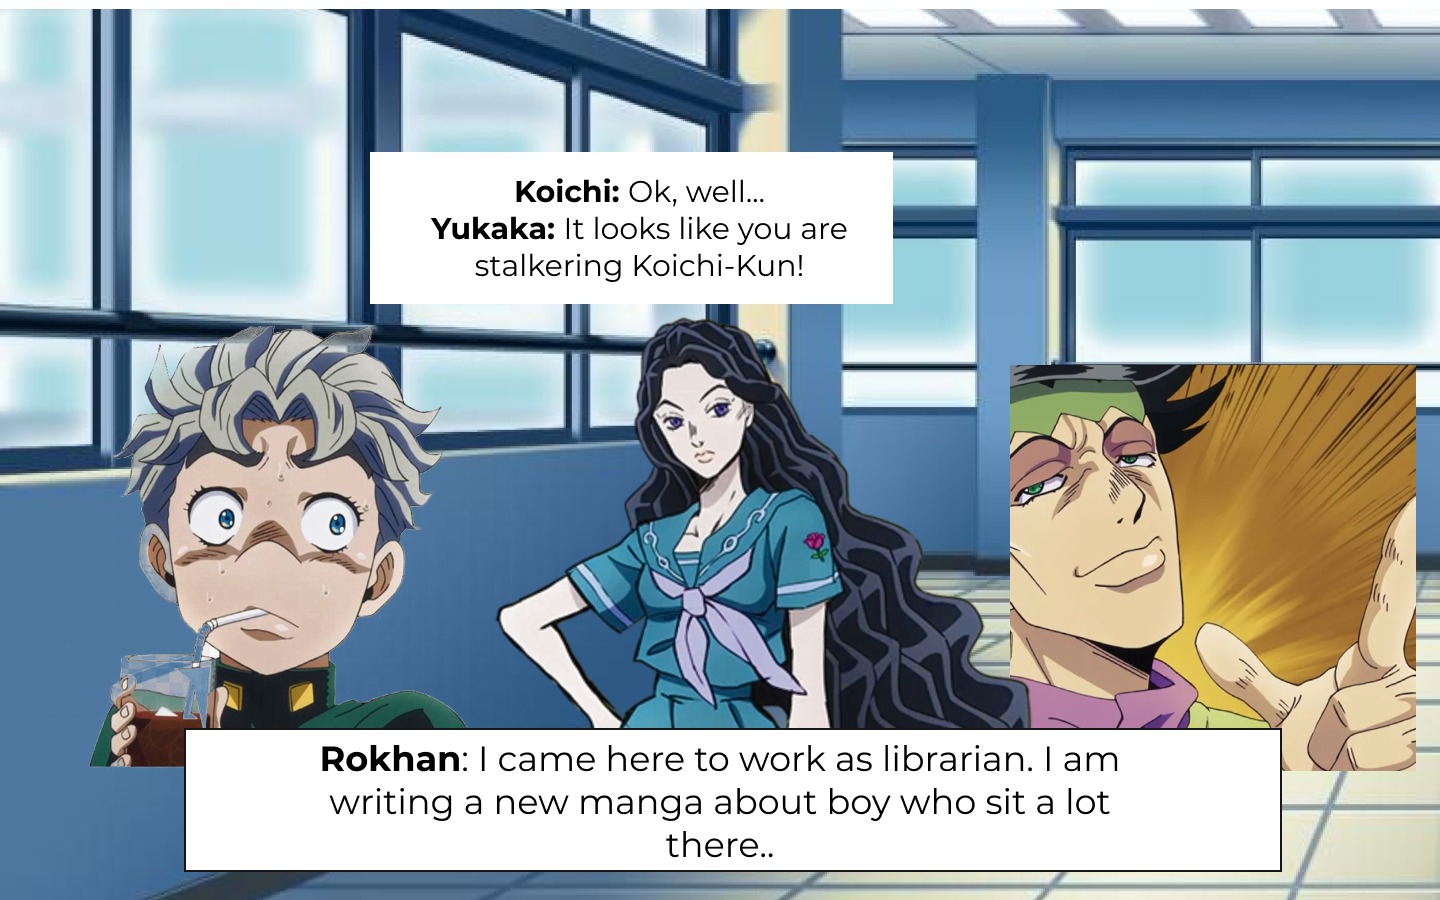 Koichi: Ok, well...
Yukaka: It looks like you are
stalkering Koichi-Kun!
Rokhan: I came here to work as librarian. I am
writing a new manga about boy who sit a lot
there..